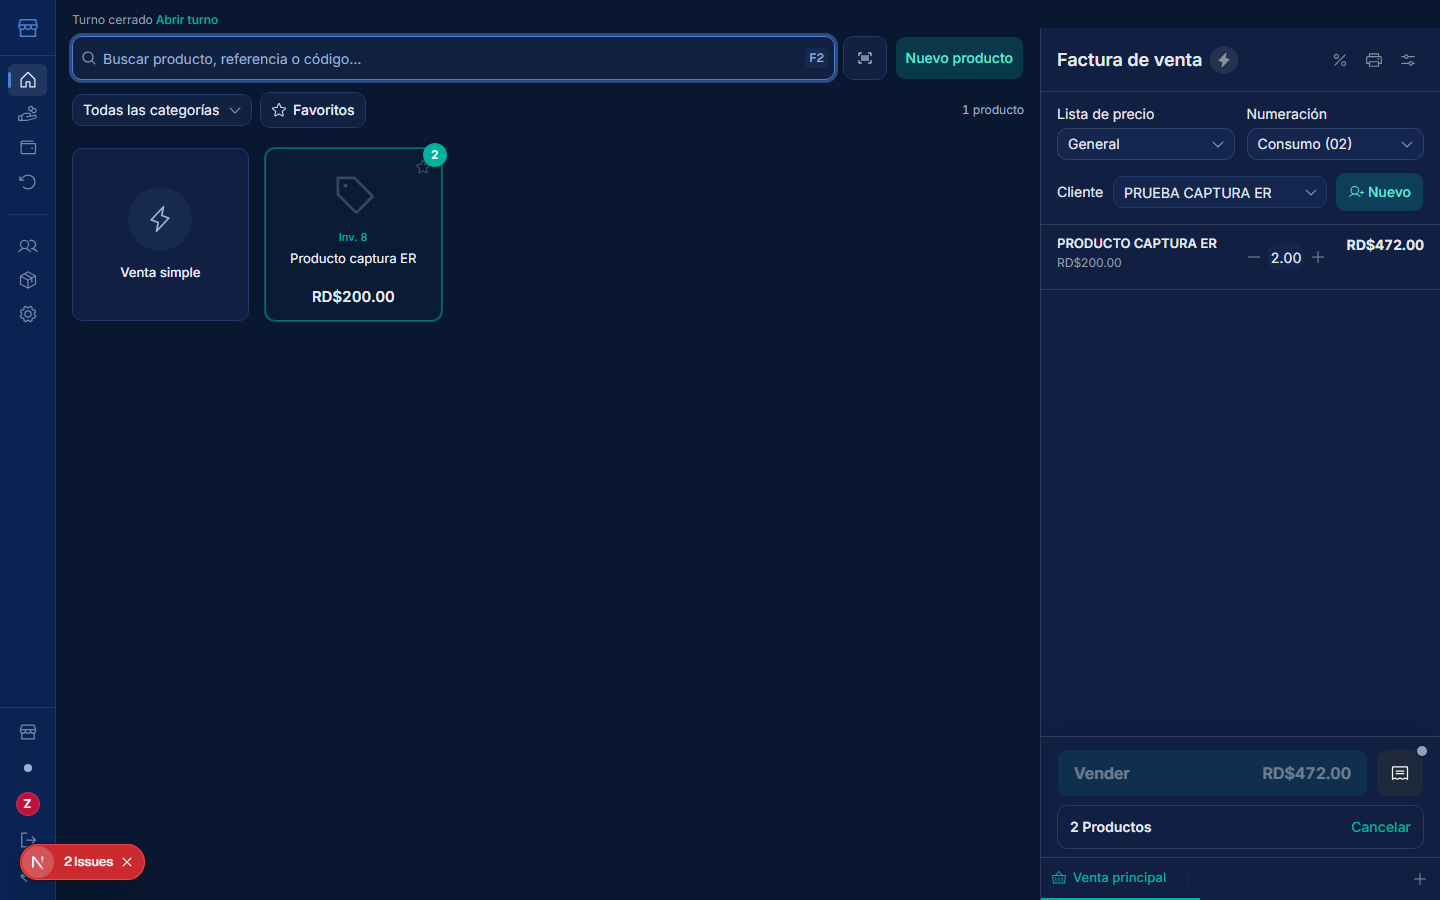 Turno cerrado Abrir turno
Buscar producto, referencia o código...
F2
Nuevo producto
Todas las categorías
Favoritos
1 producto
Venta simple
2
Inv. 8
Producto captura ER
RD$200.00
Factura de venta
Lista de precio
Numeración
General
Consumo (02)
Cliente
PRUEBA CAPTURA ER
Nuevo
PRODUCTO CAPTURA ER
RD$200.00
2.00
RD$472.00
Vender
RD$472.00
2 Productos
Cancelar
Venta principal
Z
N
2 Issues